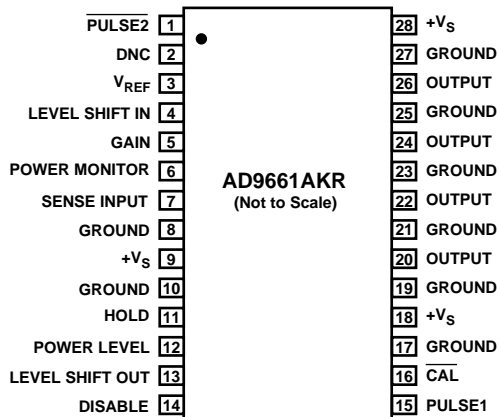 PULSE2 1
DNC 2
VREF 3
LEVEL SHIFT IN 4
GAIN 5
POWER MONITOR 6
SENSE INPUT 7
GROUND 8
+VS 9
GROUND 10
HOLD 11
POWER LEVEL 12
LEVEL SHIFT OUT 13
DISABLE 14
AD9661AKR
(Not to Scale)
28 +VS
27 GROUND
26 OUTPUT
25 GROUND
24 OUTPUT
23 GROUND
22 OUTPUT
21 GROUND
20 OUTPUT
19 GROUND
18 +VS
17 GROUND
16 CAL
15 PULSE1